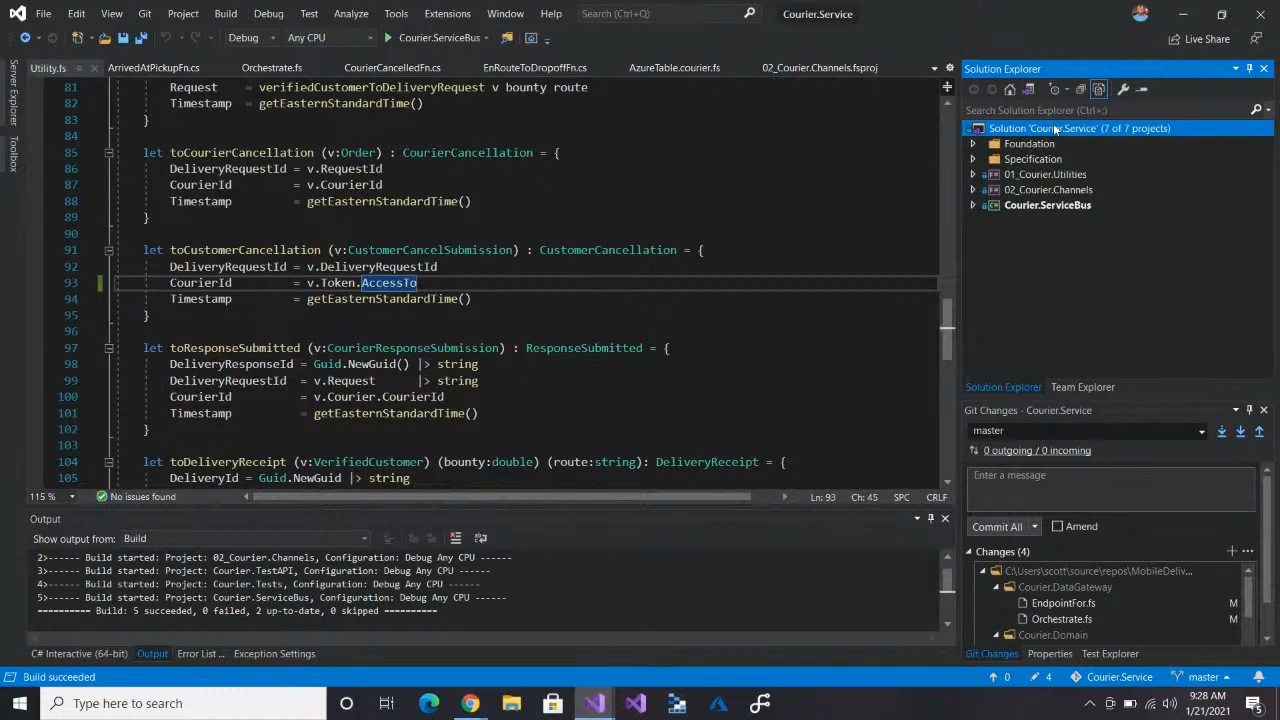 File Edit View Git Project Build Debug Test Analyze Tools Extensions Window Help Search (Ctrl+Q) Courier.Service
Debug Any CPU Courier.ServiceBus Live Share
Server Explorer
Toolbox
Utility.fs ArrivedAtPickupFn.cs Orchestrate.fs CourierCancelledFn.cs EnRouteToDropoffFn.cs AzureTable.courier.fs 02_Courier.Channels.fsproj
81 Request = verifiedCustomerToDeliveryRequest v bounty route
82 Timestamp = getEasternStandardTime()
83 }
84
85 let toCourierCancellation (v:Order) : CourierCancellation = {
86 DeliveryRequestId = v.RequestId
87 CourierId = v.CourierId
88 Timestamp = getEasternStandardTime()
89 }
90
91 let toCustomerCancellation (v:CustomerCancelSubmission) : CustomerCancellation = {
92 DeliveryRequestId = v.DeliveryRequestId
93 CourierId = v.Token.AccessTo
94 Timestamp = getEasternStandardTime()
95 }
96
97 let toResponseSubmitted (v:CourierResponseSubmission) : ResponseSubmitted = {
98 DeliveryResponseId = Guid.NewGuid() |> string
99 DeliveryRequestId = v.Request |> string
100 CourierId = v.Courier.CourierId
101 Timestamp = getEasternStandardTime()
102 }
103
104 let toDeliveryReceipt (v:VerifiedCustomer) (bounty:double) (route:string): DeliveryReceipt = {
105 DeliveryId = Guid.NewGuid |> string
115 % No issues found Ln: 93 Ch: 45 SPC CRLF
Output
Show output from: Build
2>------ Build started: Project: 02_Courier.Channels, Configuration: Debug Any CPU ------
3>------ Build started: Project: Courier.TestAPI, Configuration: Debug Any CPU ------
4>------ Build started: Project: Courier.Tests, Configuration: Debug Any CPU ------
5>------ Build started: Project: Courier.ServiceBus, Configuration: Debug Any CPU ------
========== Build: 5 succeeded, 0 failed, 2 up-to-date, 0 skipped ==========
C# Interactive (64-bit) Output Error List ... Exception Settings
Solution Explorer
Search Solution Explorer (Ctrl+;)
Solution 'Courier.Service' (7 of 7 projects)
Foundation
Specification
01_Courier.Utilities
02_Courier.Channels
Courier.ServiceBus
Solution Explorer Team Explorer
Git Changes - Courier.Service
master
0 outgoing / 0 incoming
Enter a message
Commit All Amend
Changes (4)
C:\Users\scott\source\repos\MobileDeliv...
Courier.DataGateway
EndpointFor.fs M
Orchestrate.fs M
Courier.Domain
Git Changes Properties Test Explorer
Build succeeded 0 4 Courier.Service master
Type here to search 9:28 AM
1/21/2021 5